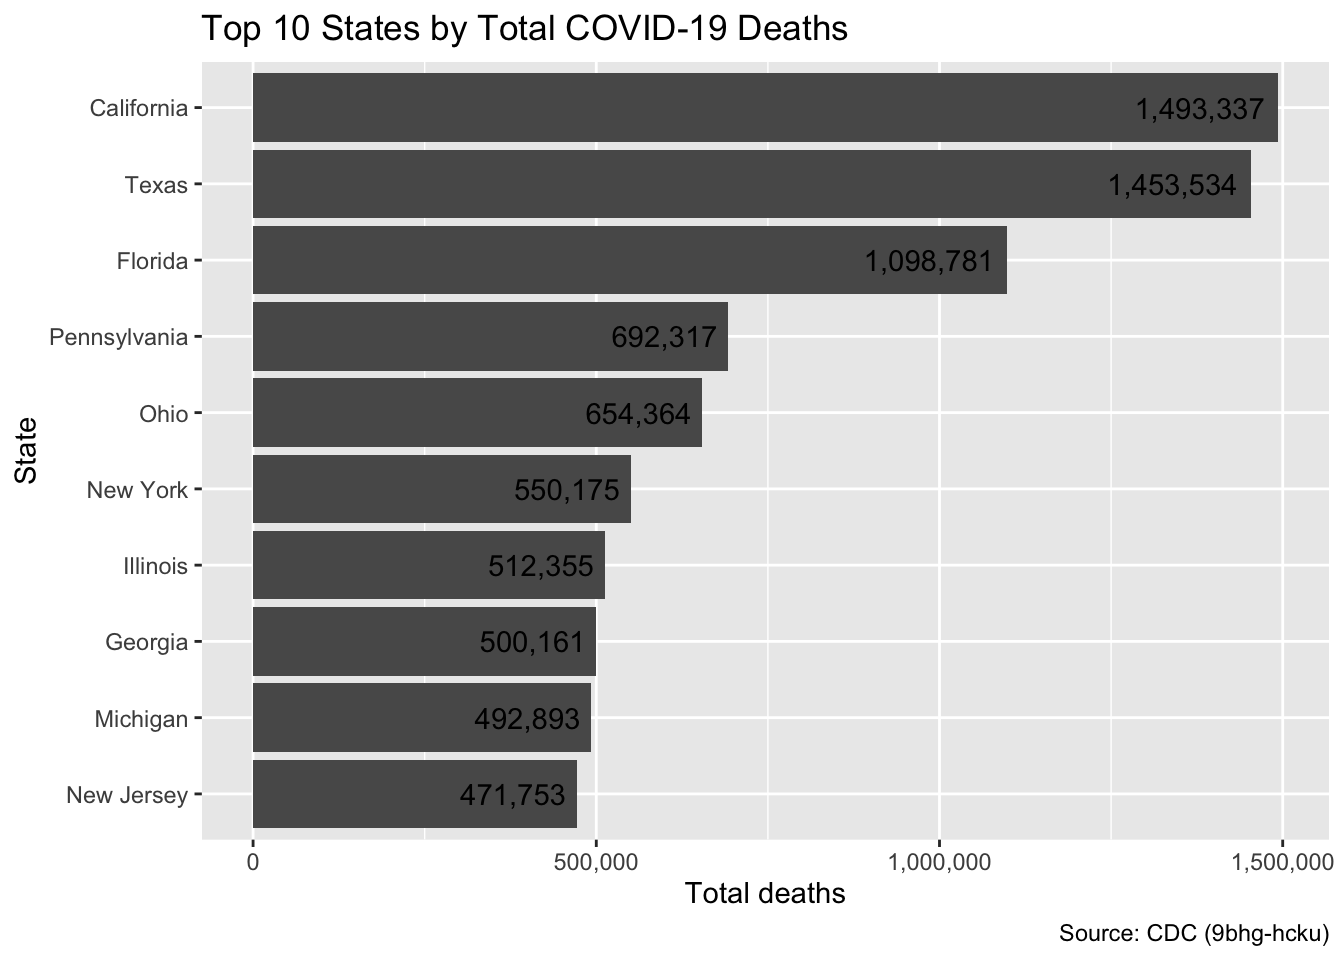 Top 10 States by Total COVID-19 Deaths
California 1,493,337
Texas 1,453,534
Florida 1,098,781
Pennsylvania 692,317
Ohio 654,364
State
New York 550,175
Illinois 512,355
Georgia 500,161
Michigan 492,893
New Jersey 471,753
0 500,000 1,000,000 1,500,000
Total deaths
Source: CDC (9bhg-hcku)